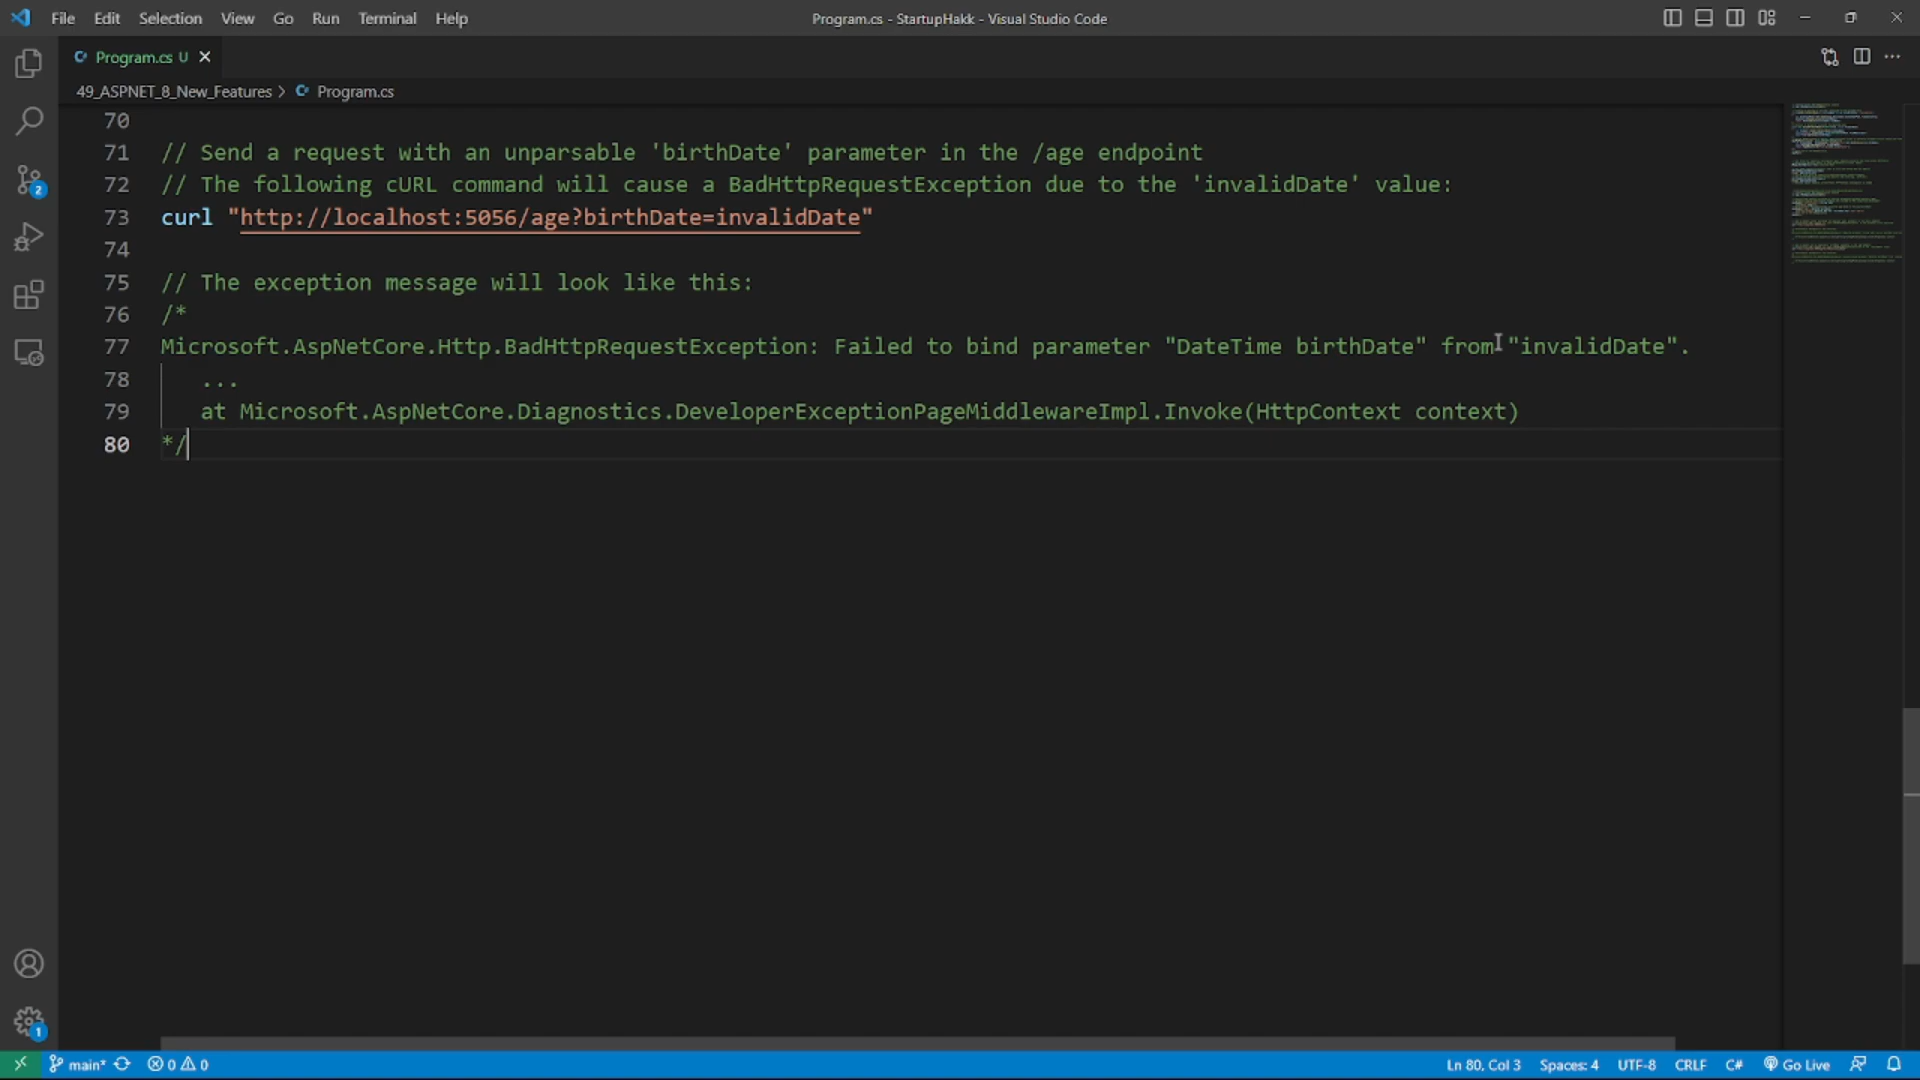 File Edit Selection View Go Run Terminal Help Program.cs - StartupHakk - Visual Studio Code
Program.cs U
49_ASPNET_8_New_Features > Program.cs
70
71 // Send a request with an unparsable 'birthDate' parameter in the /age endpoint
72 // The following cURL command will cause a BadHttpRequestException due to the 'invalidDate' value:
73 curl "http://localhost:5056/age?birthDate=invalidDate"
74
75 // The exception message will look like this:
76 /*
77 Microsoft.AspNetCore.Http.BadHttpRequestException: Failed to bind parameter "DateTime birthDate" from "invalidDate".
78 ...
79 at Microsoft.AspNetCore.Diagnostics.DeveloperExceptionPageMiddlewareImpl.Invoke(HttpContext context)
80 */
2
1
main* 0 0 Ln 80, Col 3 Spaces: 4 UTF-8 CRLF C# Go Live